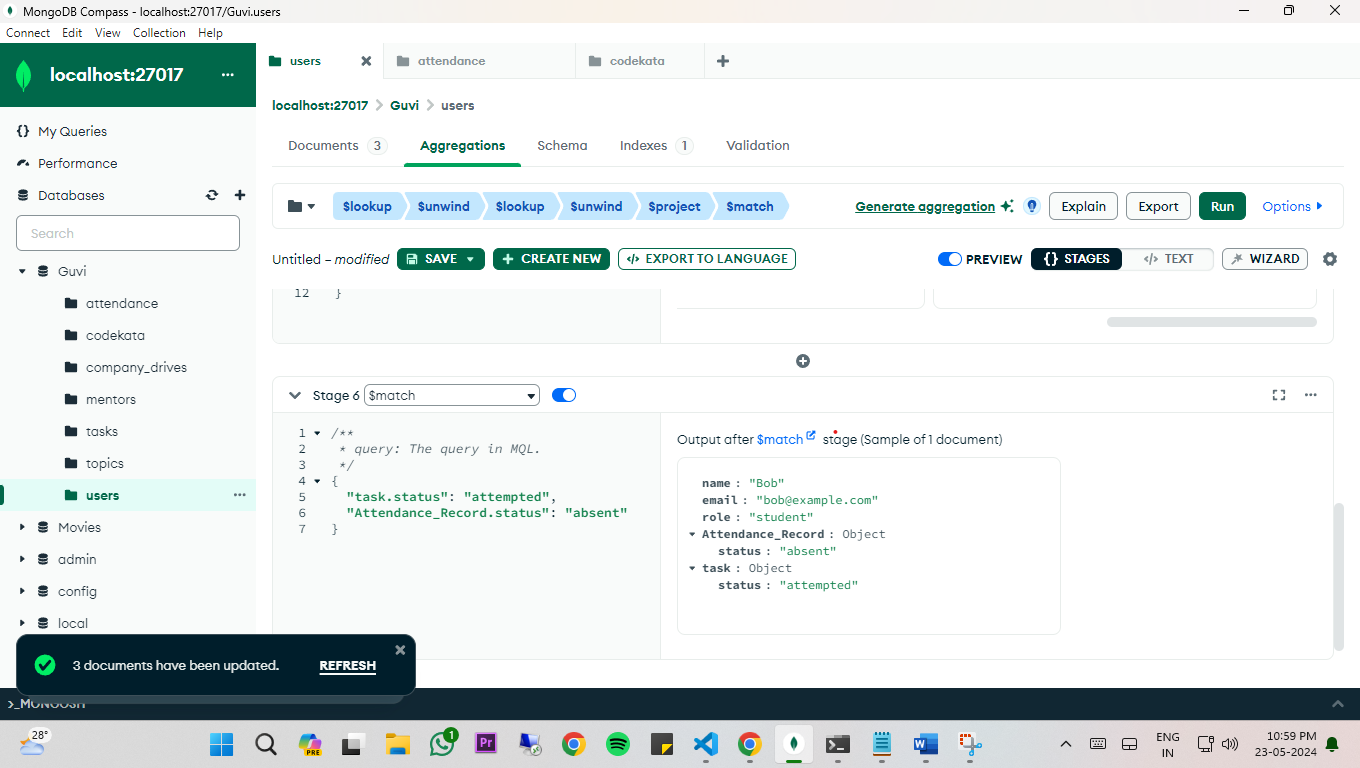 MongoDB Compass - localhost:27017/Guvi.users
Connect Edit View Collection Help
localhost:27017 ...
users attendance codekata
localhost:27017 > Guvi > users
{} My Queries
Performance
Databases
Search
Guvi
attendance
codekata
company_drives
mentors
tasks
topics
users ...
Movies
admin
config
local
Documents 3 Aggregations Schema Indexes 1 Validation
$lookup $unwind $lookup $unwind $project $match Generate aggregation Explain Export Run Options
Untitled – modified SAVE CREATE NEW </> EXPORT TO LANGUAGE PREVIEW {} STAGES </> TEXT WIZARD
12 }
Stage 6 $match
1 /**
2 * query: The query in MQL.
3 */
4 {
5 "task.status": "attempted",
6 "Attendance_Record.status": "absent"
7 }
Output after $match stage (Sample of 1 document)
name : "Bob"
email : "bob@example.com"
role : "student"
Attendance_Record : Object
status : "absent"
task : Object
status : "attempted"
3 documents have been updated. REFRESH
>_MONGOSH
28°
PRE
1
Pr
W
ENG
IN
10:59 PM
23-05-2024